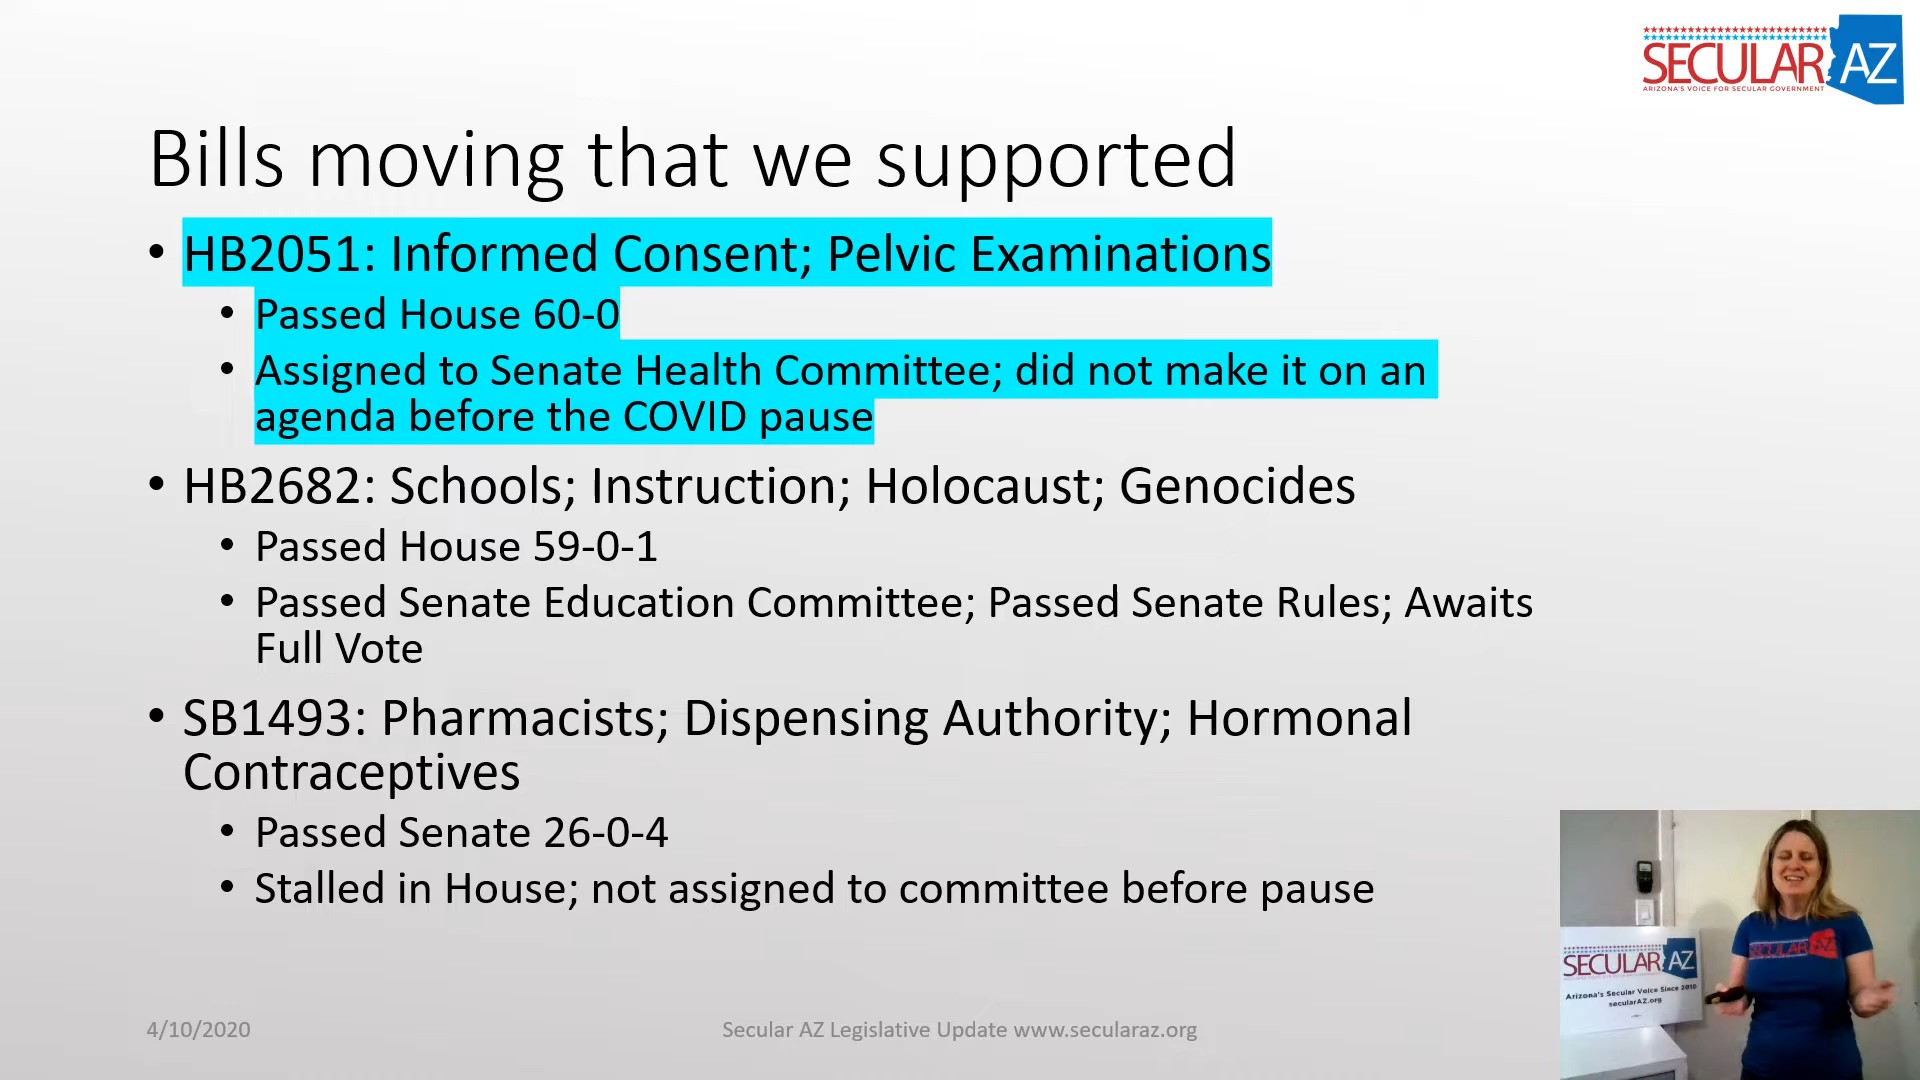 SECULAR AZ
ARIZONA'S VOICE FOR SECULAR GOVERNMENT
Bills moving that we supported
• HB2051: Informed Consent; Pelvic Examinations
• Passed House 60-0
• Assigned to Senate Health Committee; did not make it on an
agenda before the COVID pause
• HB2682: Schools; Instruction; Holocaust; Genocides
• Passed House 59-0-1
• Passed Senate Education Committee; Passed Senate Rules; Awaits
Full Vote
• SB1493: Pharmacists; Dispensing Authority; Hormonal
Contraceptives
• Passed Senate 26-0-4
• Stalled in House; not assigned to committee before pause
SECULAR AZ
SECULAR AZ
Arizona's Secular Voice Since 2010
secularAZ.org
4/10/2020
Secular AZ Legislative Update www.secularaz.org